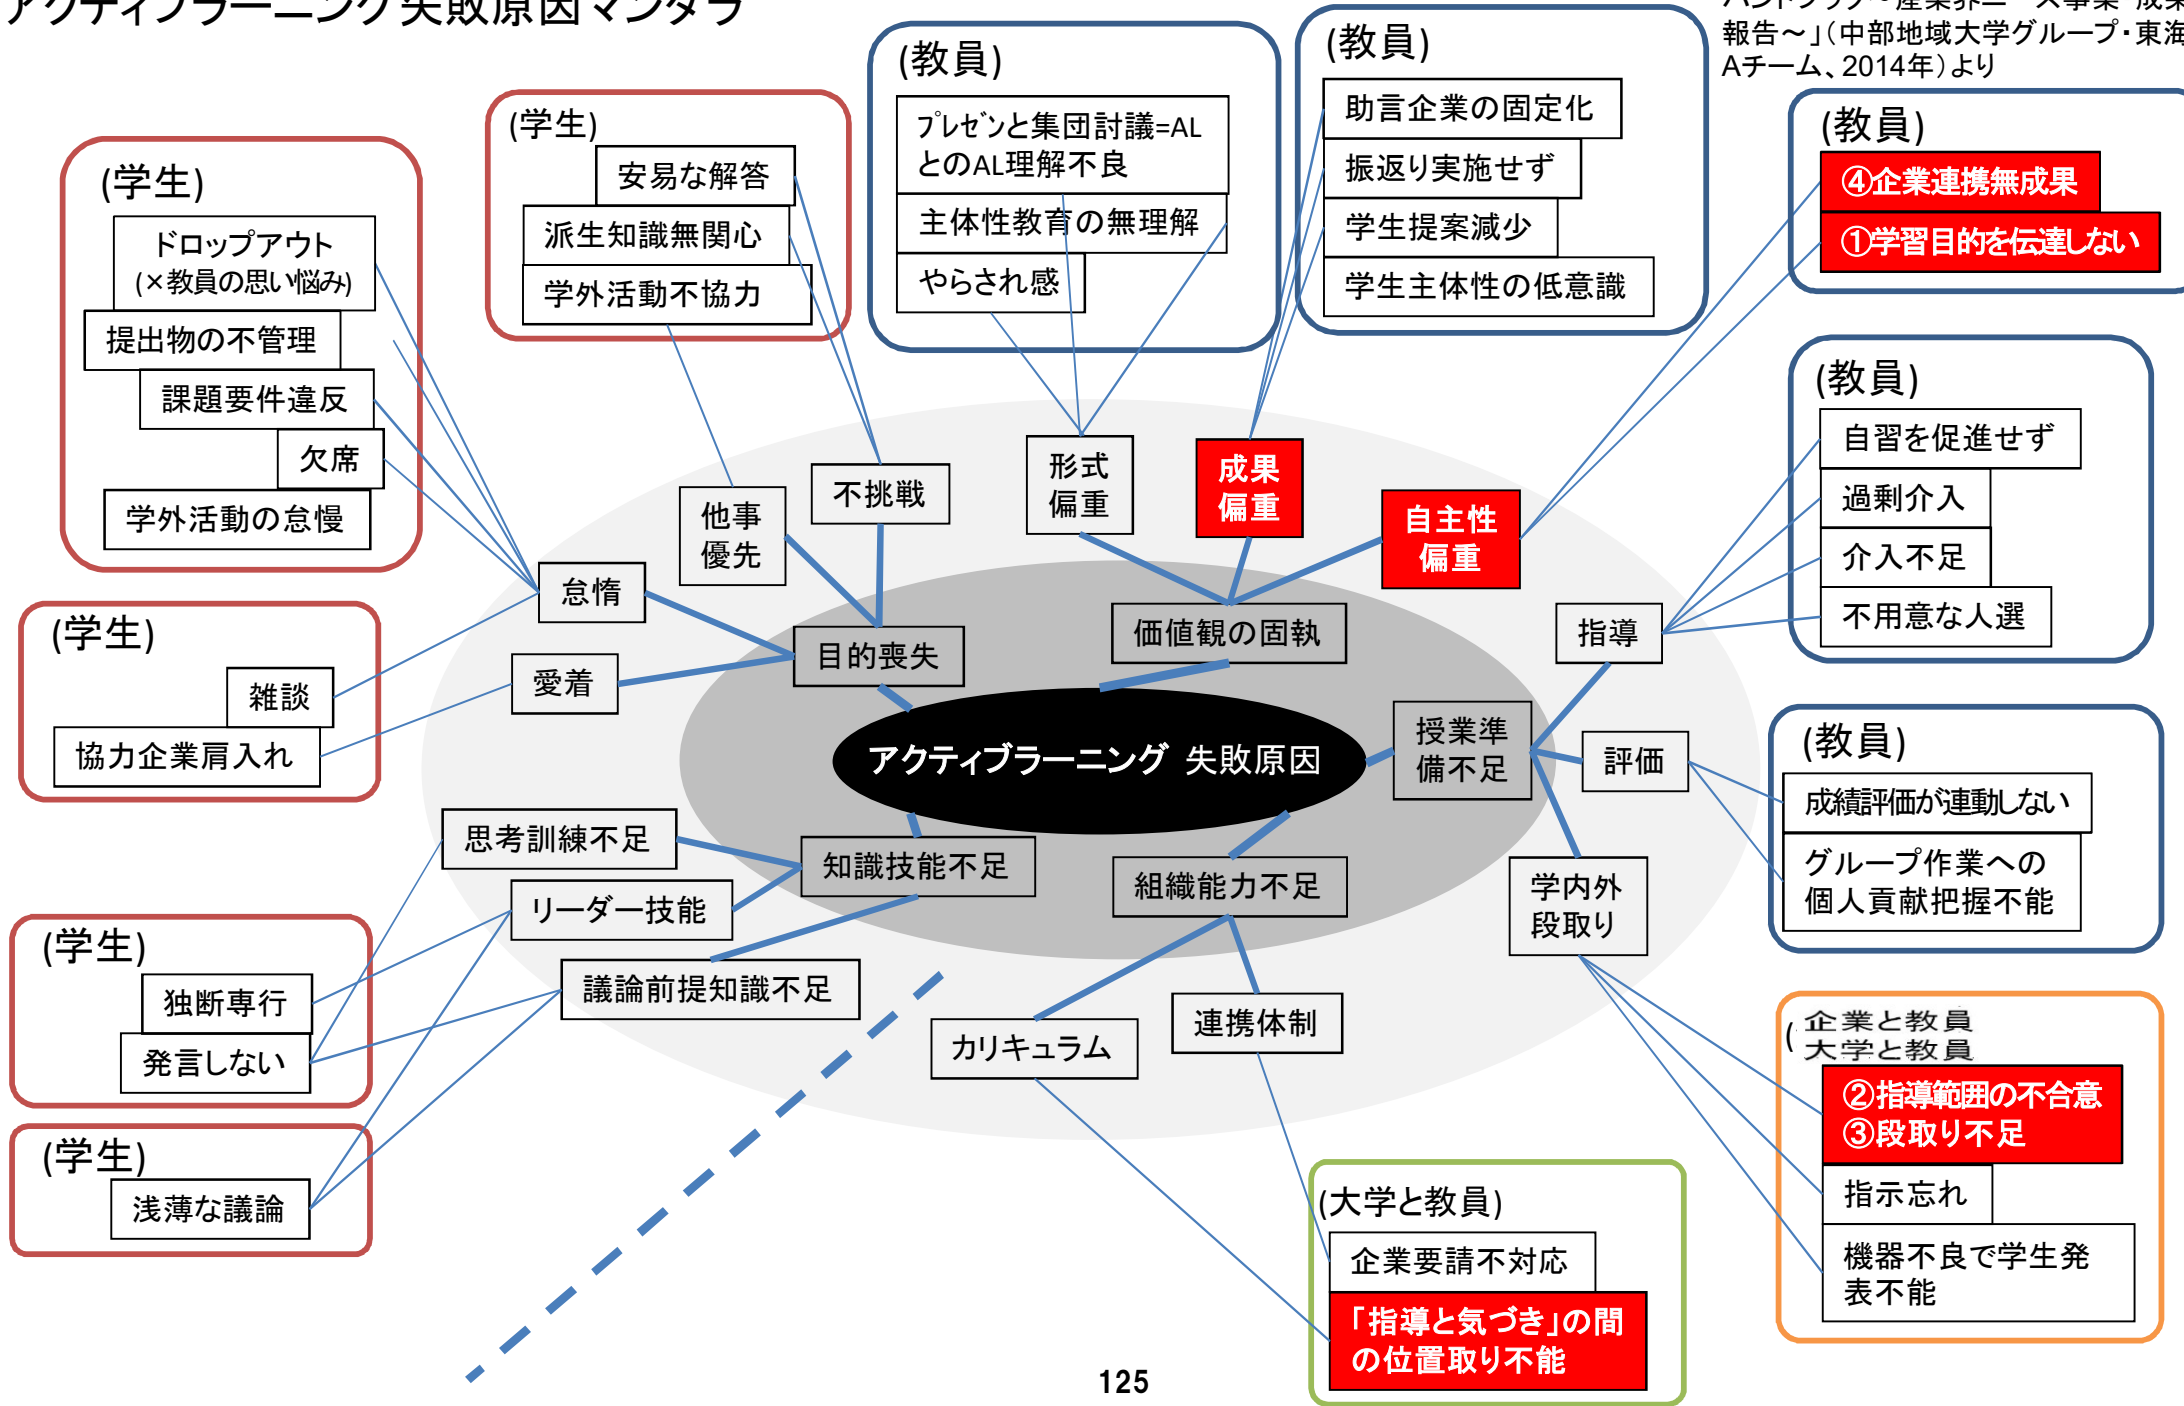 アクティブラーニング失敗原因マンダラ
ハンドブック～産業界ニーズ事業・成果
報告～」(中部地域大学グループ・東海
Aチーム、2014年)より
(学生)
ドロップアウト
(×教員の思い悩み)
提出物の不管理
課題要件違反
欠席
学外活動の怠慢
(学生)
安易な解答
派生知識無関心
学外活動不協力
(教員)
プレゼンと集団討議=AL
とのAL理解不良
主体性教育の無理解
やらされ感
(教員)
助言企業の固定化
振返り実施せず
学生提案減少
学生主体性の低意識
(教員)
④企業連携無成果
①学習目的を伝達しない
(教員)
自習を促進せず
過剰介入
介入不足
不用意な人選
(学生)
雑談
協力企業肩入れ
怠惰
愛着
他事
優先
不挑戦
形式
偏重
成果
偏重
自主性
偏重
目的喪失
価値観の固執
指導
評価
授業準
備不足
学内外
段取り
アクティブラーニング 失敗原因
思考訓練不足
リーダー技能
議論前提知識不足
知識技能不足
組織能力不足
カリキュラム
連携体制
(教員)
成績評価が連動しない
グループ作業への
個人貢献把握不能
(学生)
独断専行
発言しない
(学生)
浅薄な議論
(企業と教員
大学と教員
②指導範囲の不合意
③段取り不足
指示忘れ
機器不良で学生発
表不能
(大学と教員)
企業要請不対応
「指導と気づき」の間
の位置取り不能
125